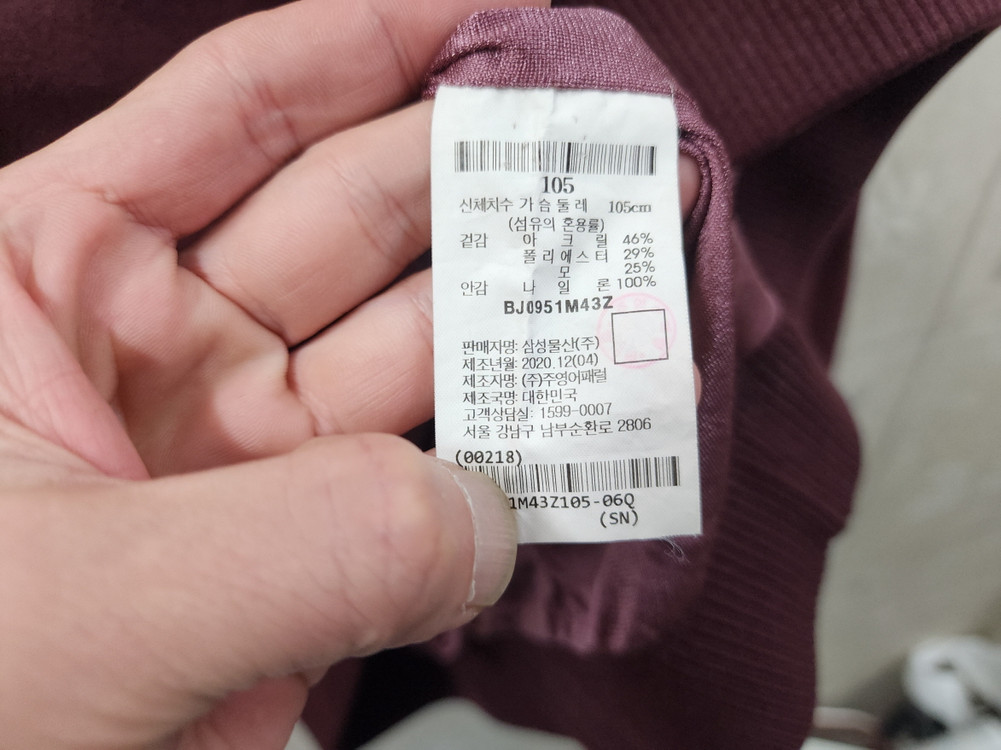 105
신체치수 가슴둘레 105cm
(섬유의 혼용률)
겉감 아크릴 46%
폴리에스터 29%
모 25%
안감 나일론 100%
BJ0951M43Z
판매자명: 삼성물산(주)
제조년월: 2020.12(04)
제조자명: (주)주영어패럴
제조국명: 대한민국
고객상담실: 1599-0007
서울 강남구 남부순환로 2806
(00218)
1M43Z105-06Q
(SN)